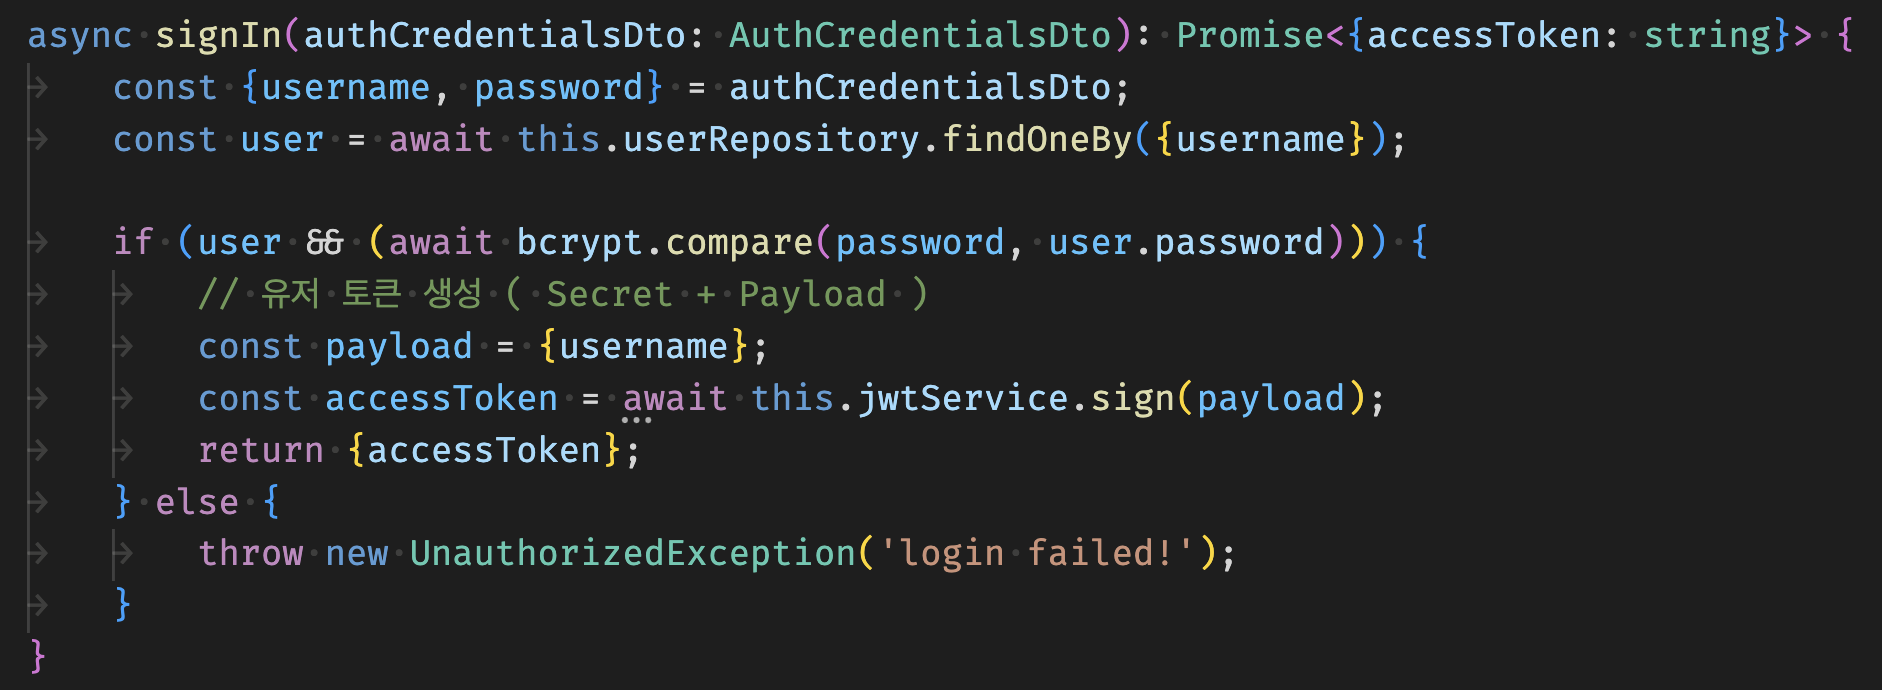 async signIn(authCredentialsDto: AuthCredentialsDto): Promise<{accessToken: string}> {
const {username, password} = authCredentialsDto;
const user = await this.userRepository.findOneBy({username});
if (user && (await bcrypt.compare(password, user.password))) {
// 유저 토큰 생성 ( Secret + Payload )
const payload = {username};
const accessToken = await this.jwtService.sign(payload);
return {accessToken};
} else {
throw new UnauthorizedException('login failed!');
}
}